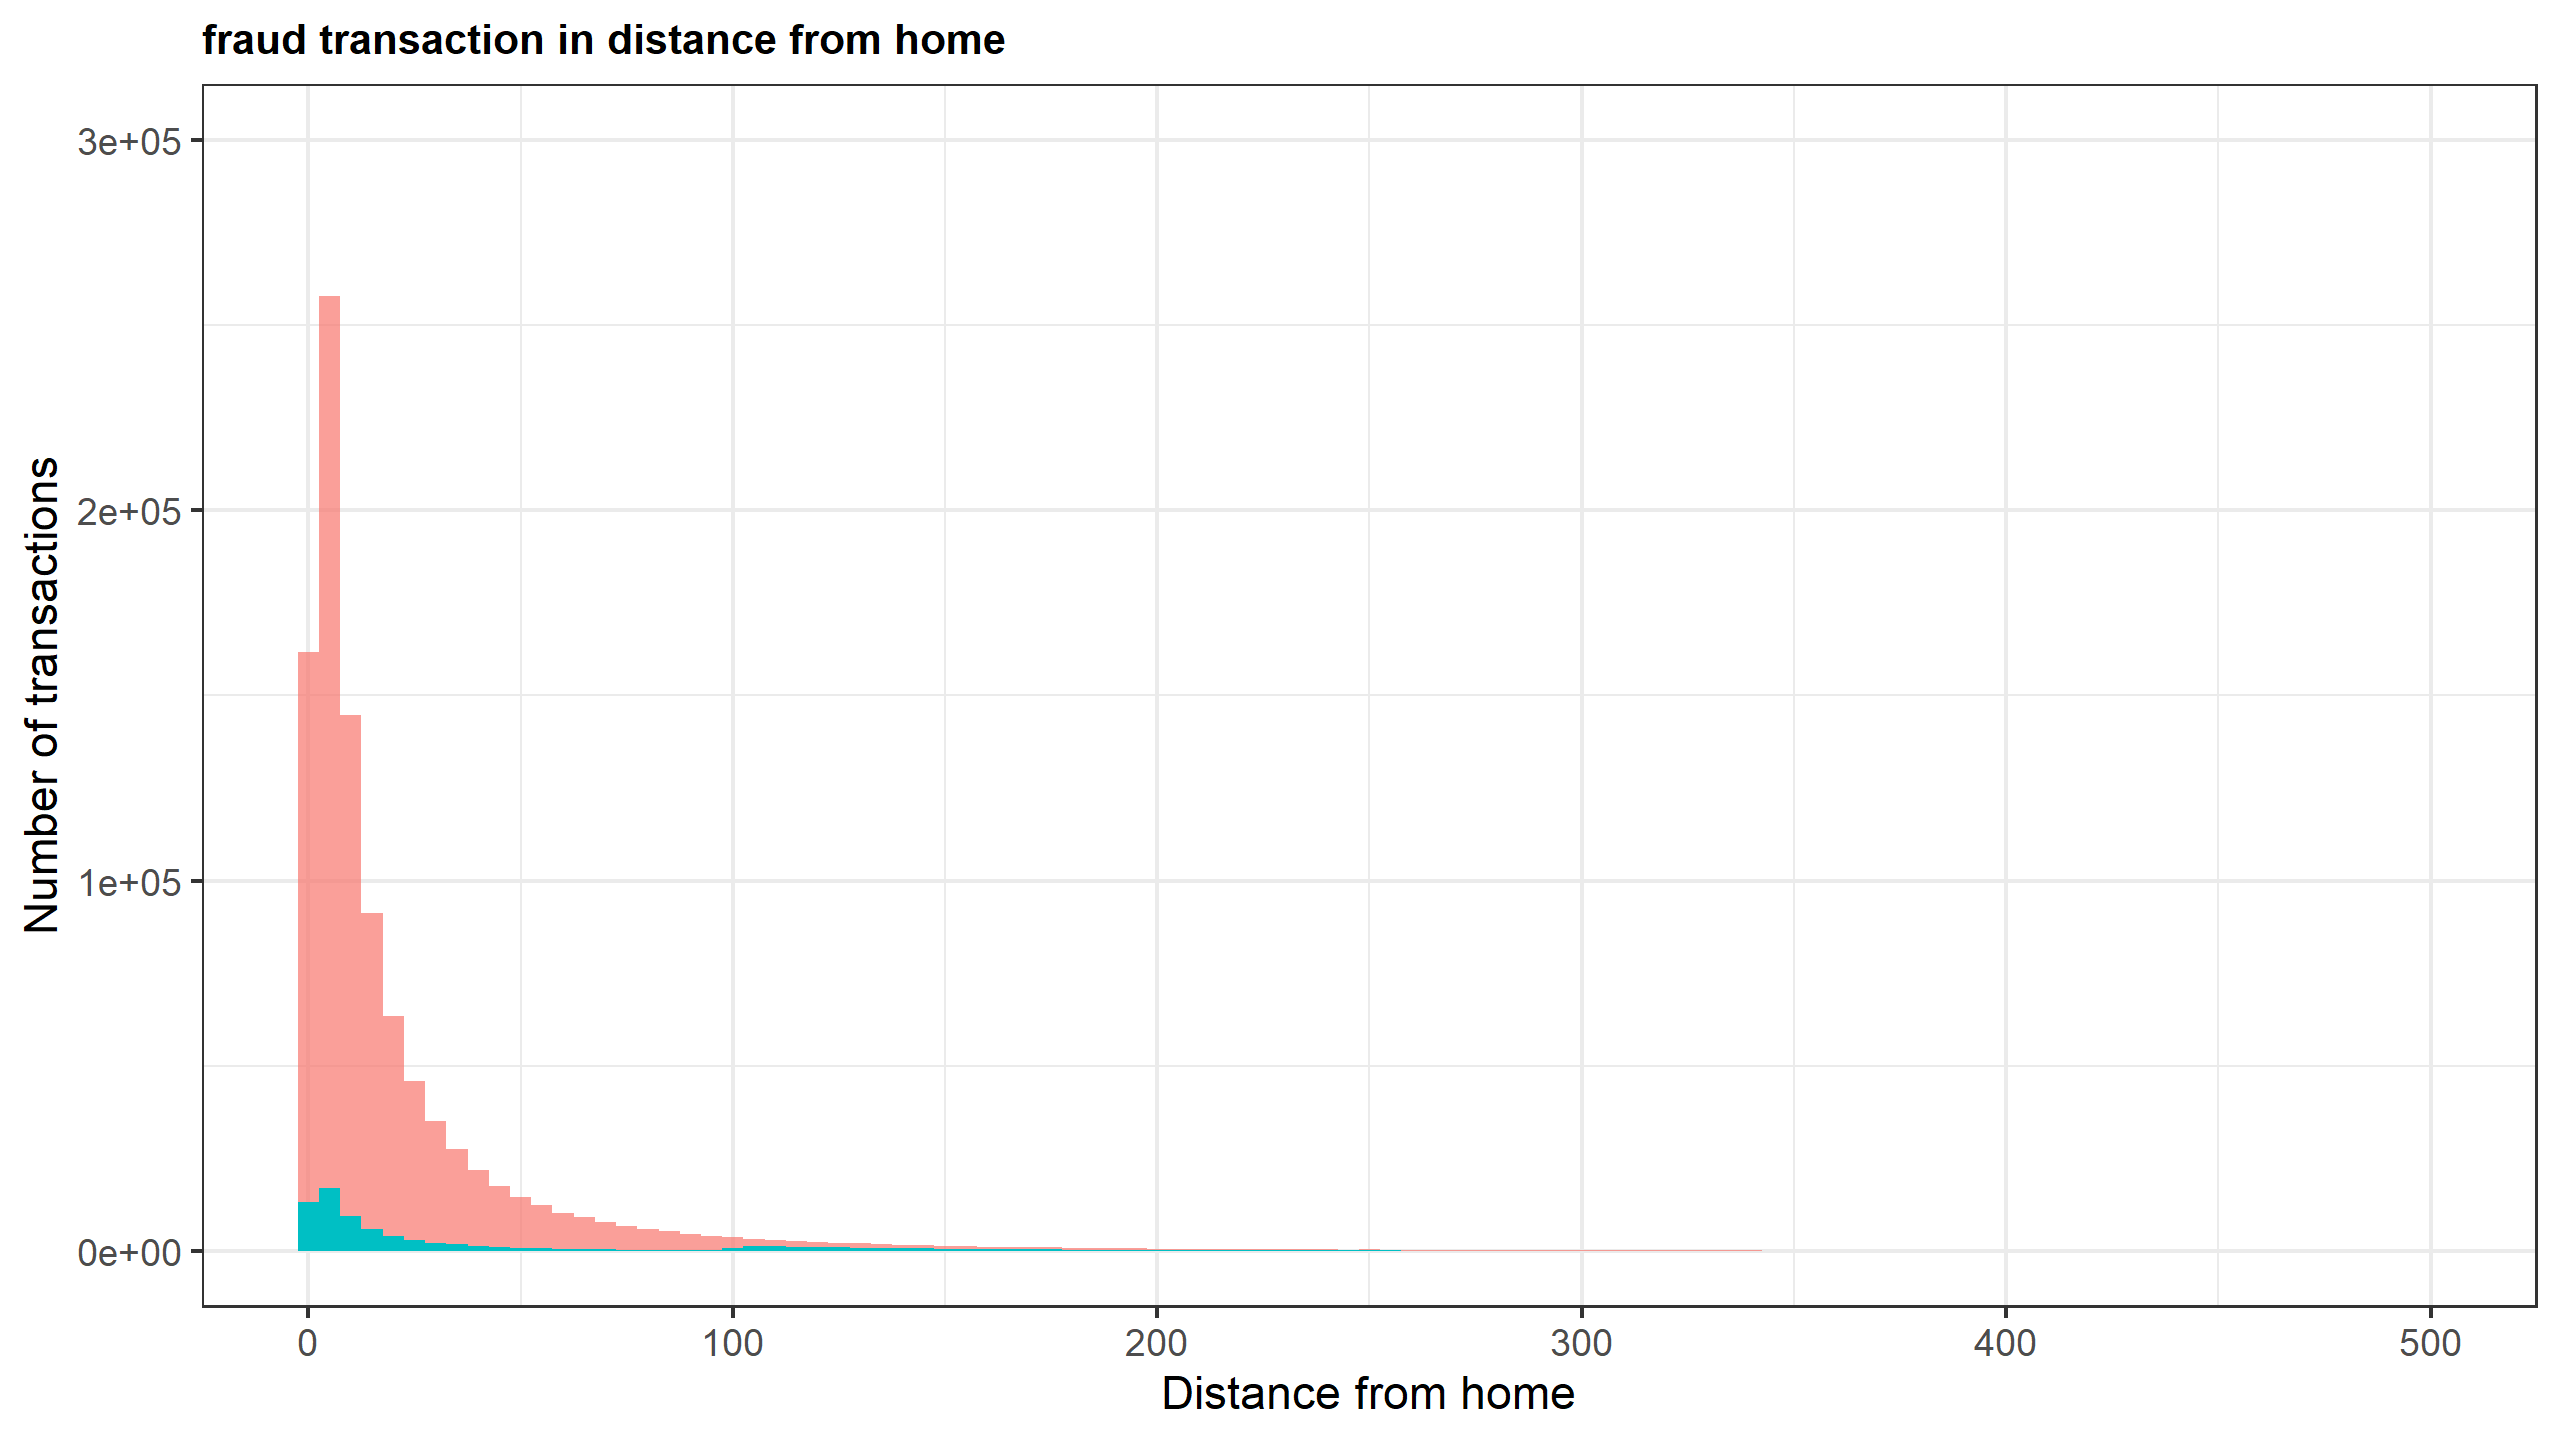 fraud transaction in distance from home
3e+05
2e+05
1e+05
0e+00
Number of transactions
0 100 200 300 400 500
Distance from home